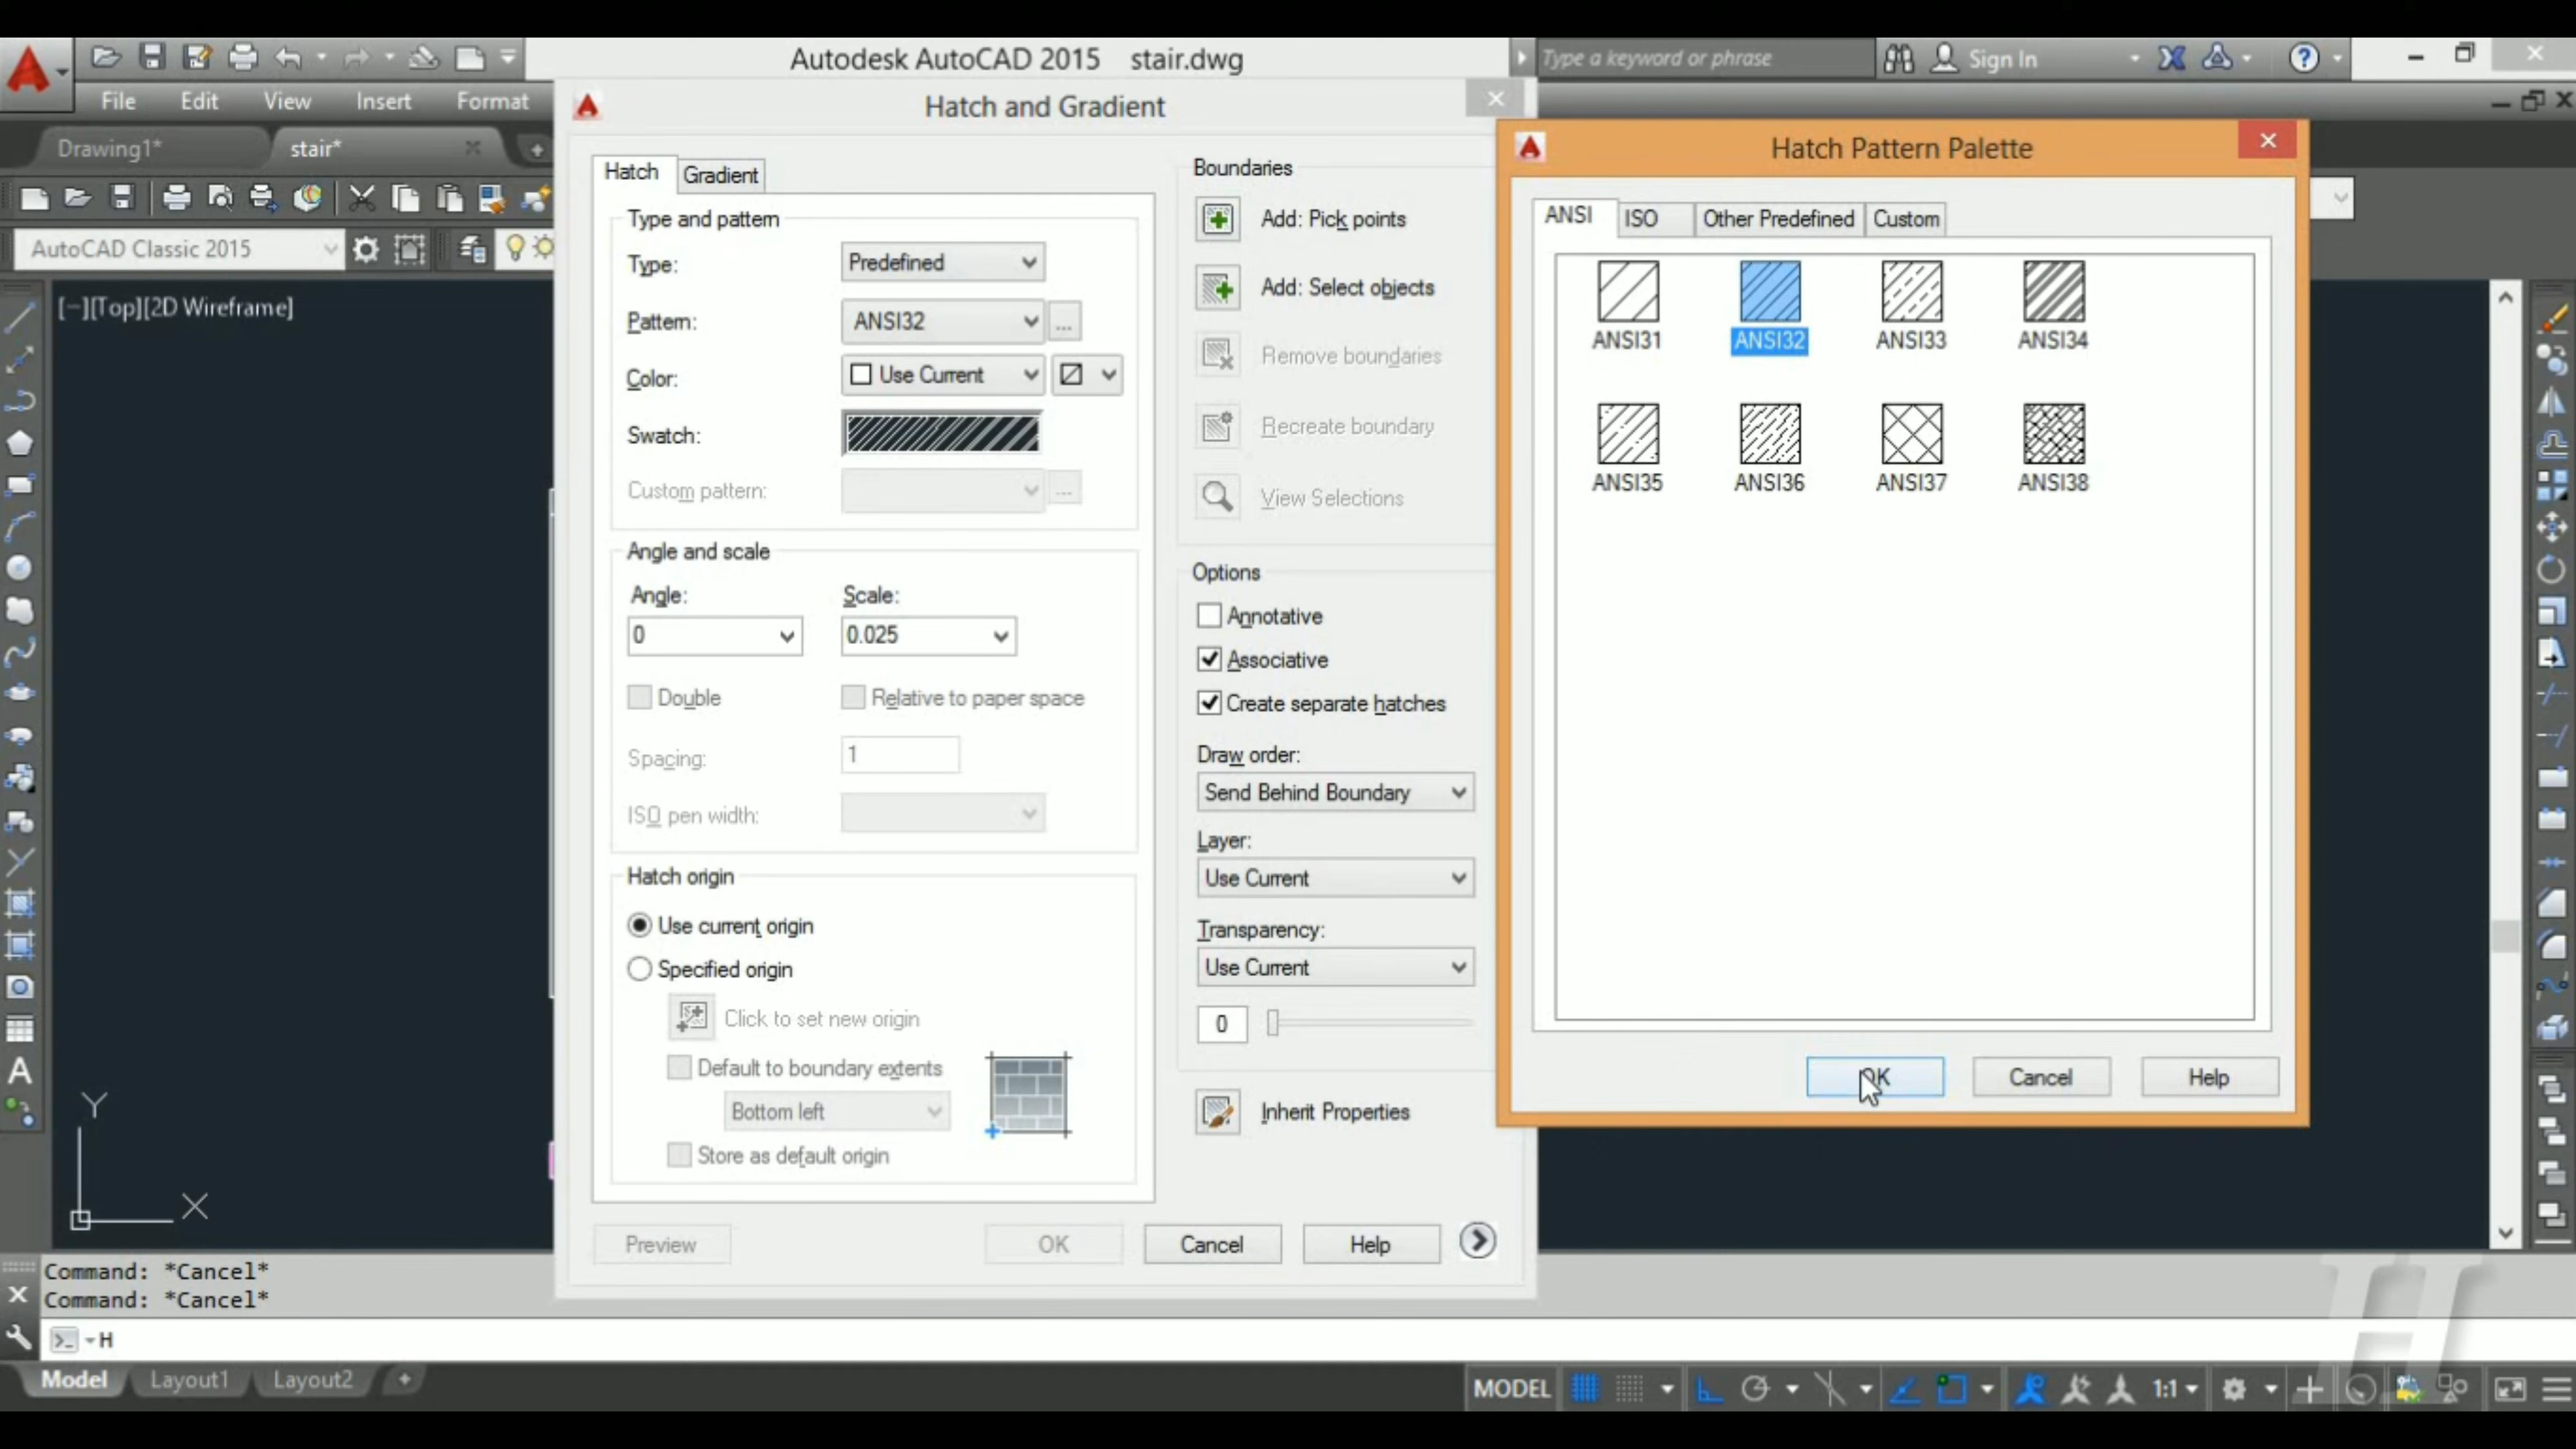 Autodesk AutoCAD 2015 stair.dwg
Type a keyword or phrase
Sign In
File Edit View Insert Format
Drawing1*
stair*
AutoCAD Classic 2015
[−][Top][2D Wireframe]
Y
X
Hatch and Gradient
Hatch
Gradient
Type and pattern
Type:
Predefined
Pattern:
ANSI32
...
Color:
Use Current
Swatch:
Custom pattern:
...
Angle and scale
Angle:
Scale:
0
0.025
Double
Relative to paper space
Spacing:
1
ISO pen width:
Hatch origin
Use current origin
Specified origin
Click to set new origin
Default to boundary extents
Bottom left
Store as default origin
Preview
OK
Cancel
Help
Boundaries
Add: Pick points
Add: Select objects
Remove boundaries
Recreate boundary
View Selections
Options
Annotative
Associative
Create separate hatches
Draw order:
Send Behind Boundary
Layer:
Use Current
Transparency:
Use Current
0
Inherit Properties
Hatch Pattern Palette
ANSI
ISO
Other Predefined
Custom
ANSI31
ANSI32
ANSI33
ANSI34
ANSI35
ANSI36
ANSI37
ANSI38
OK
Cancel
Help
Command: *Cancel*
Command: *Cancel*
H
Model
Layout1
Layout2
MODEL
1:1
H